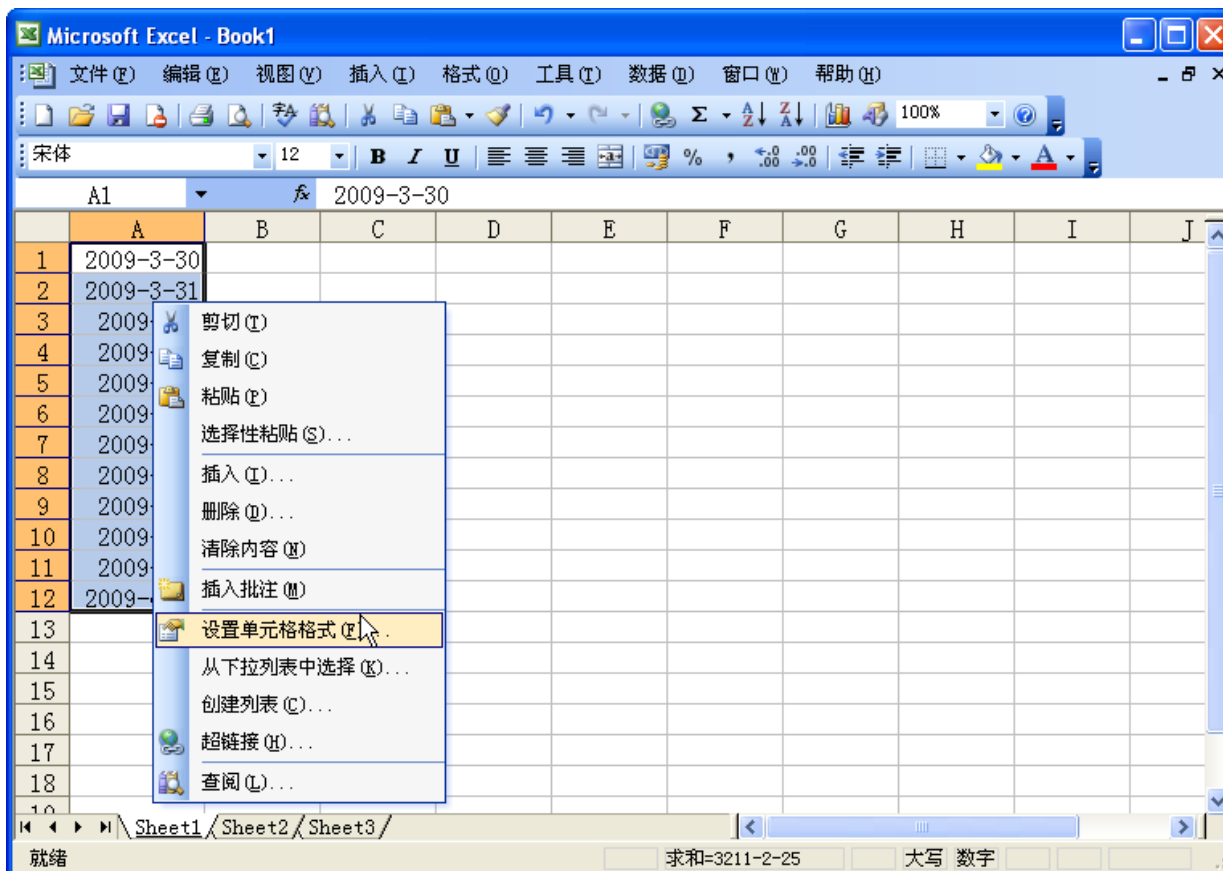 Microsoft Excel - Book1
文件(F) 编辑(E) 视图(V) 插入(I) 格式(O) 工具(T) 数据(D) 窗口(W) 帮助(H)
100%
宋体 12 B I U % , .00 .00 A
A1 fx 2009-3-30
A B C D E F G H I J
1 2009-3-30
2 2009-3-31
3 2009-
4 2009-
5 2009-
6 2009-
7 2009-
8 2009-
9 2009-
10 2009-
11 2009-
12 2009-
13
14
15
16
17
18
19
剪切(T)
复制(C)
粘贴(P)
选择性粘贴(S)...
插入(I)...
删除(D)...
清除内容(N)
插入批注(M)
设置单元格格式(F)...
从下拉列表中选择(K)...
创建列表(C)...
超链接(H)...
查阅(L)...
Sheet1 Sheet2 Sheet3
就绪 求和=3211-2-25 大写 数字